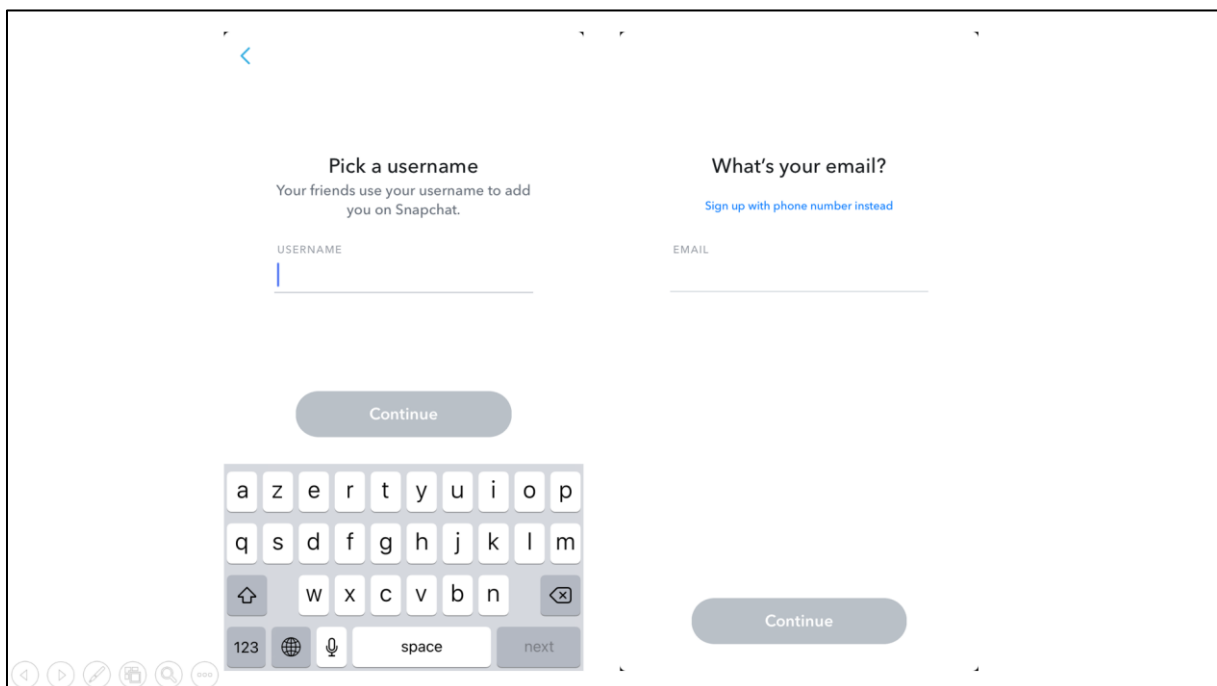 Pick a username
Your friends use your username to add
you on Snapchat.
USERNAME
Continue
a z e r t y u i o p
q s d f g h j k l m
w x c v b n
123 space next
What's your email?
Sign up with phone number instead
EMAIL
Continue